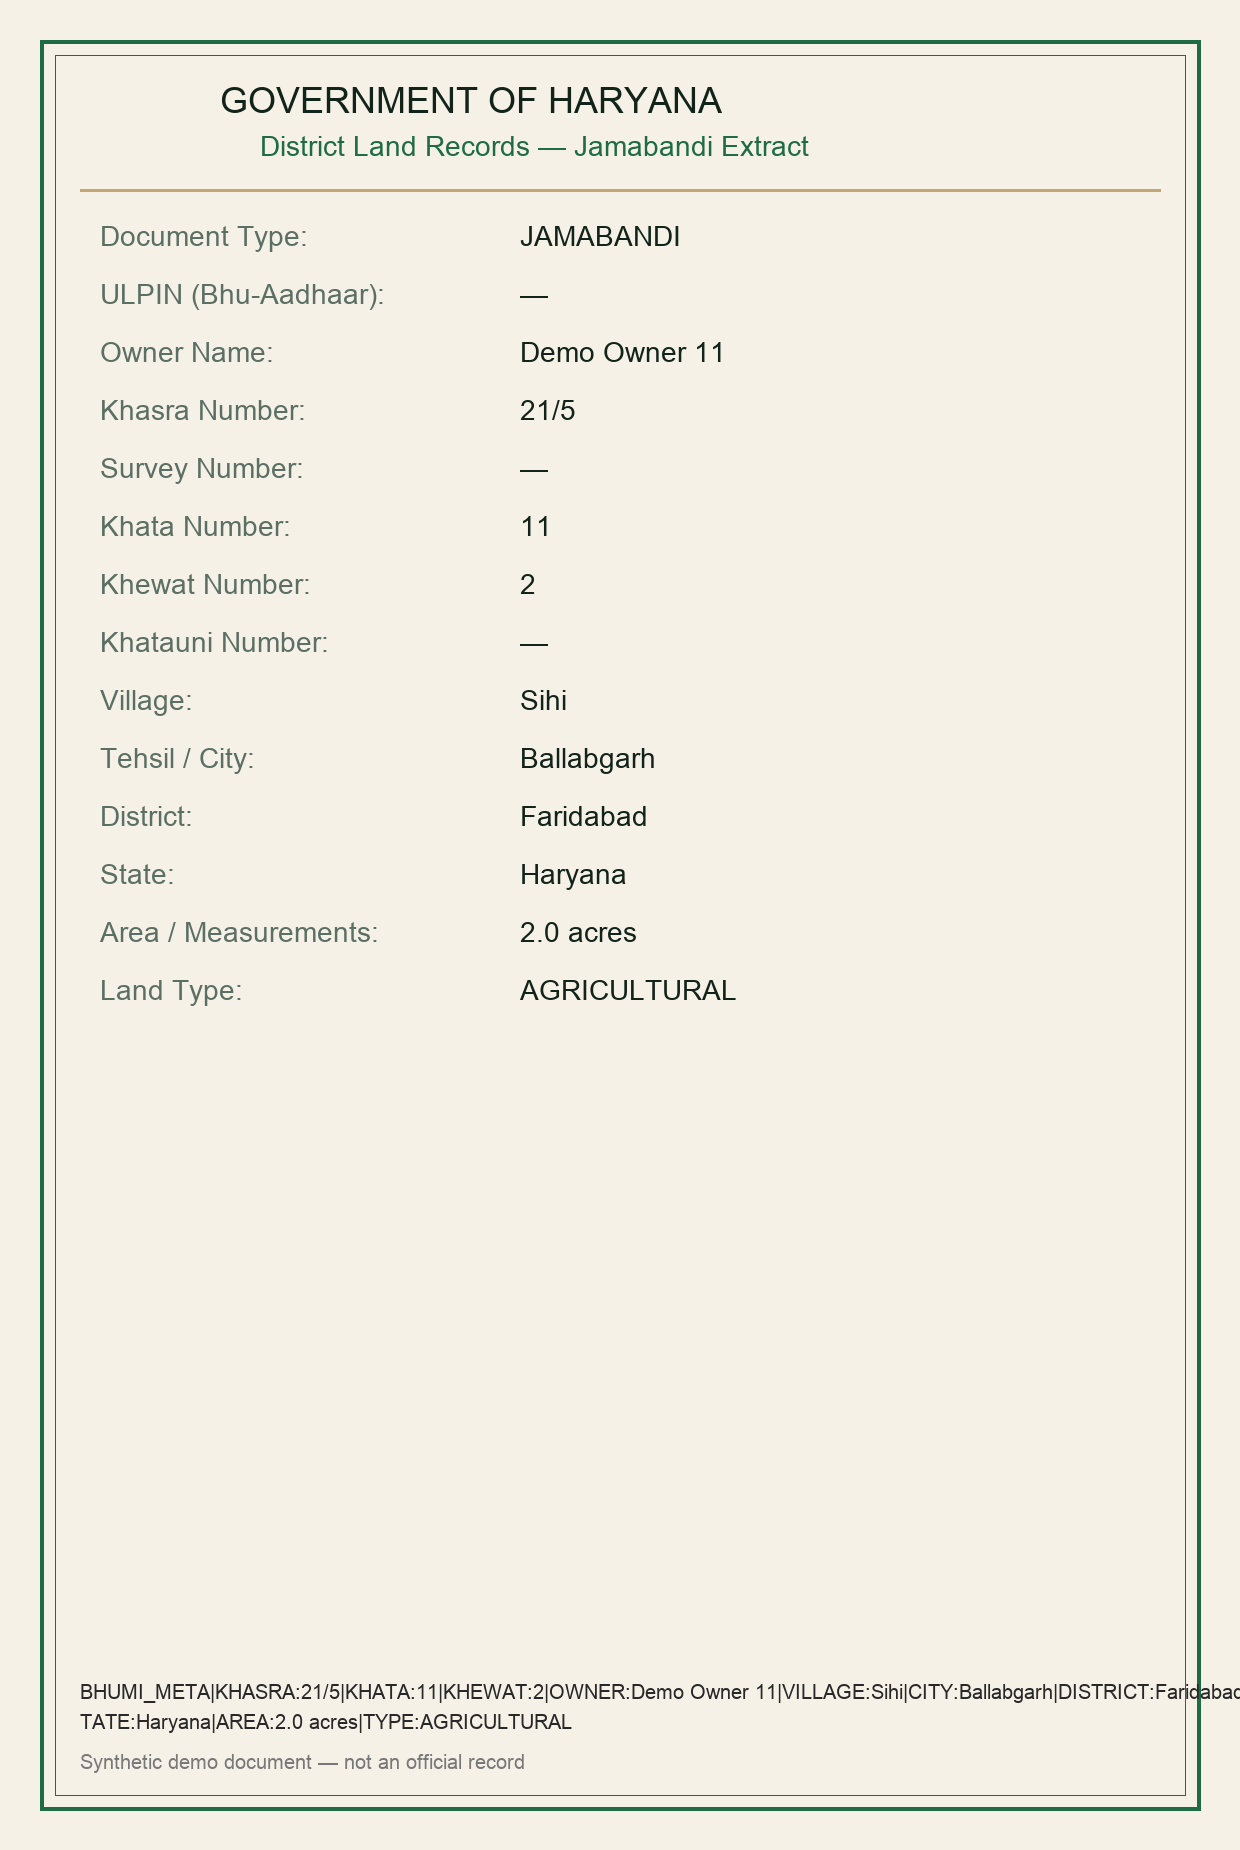 GOVERNMENT OF HARYANA
District Land Records — Jamabandi Extract
Document Type: JAMABANDI
ULPIN (Bhu-Aadhaar): —
Owner Name: Demo Owner 11
Khasra Number: 21/5
Survey Number: —
Khata Number: 11
Khewat Number: 2
Khatauni Number: —
Village: Sihi
Tehsil / City: Ballabgarh
District: Faridabad
State: Haryana
Area / Measurements: 2.0 acres
Land Type: AGRICULTURAL
BHUMI_META|KHASRA:21/5|KHATA:11|KHEWAT:2|OWNER:Demo Owner 11|VILLAGE:Sihi|CITY:Ballabgarh|DISTRICT:Faridabad
TATE:Haryana|AREA:2.0 acres|TYPE:AGRICULTURAL
Synthetic demo document — not an official record